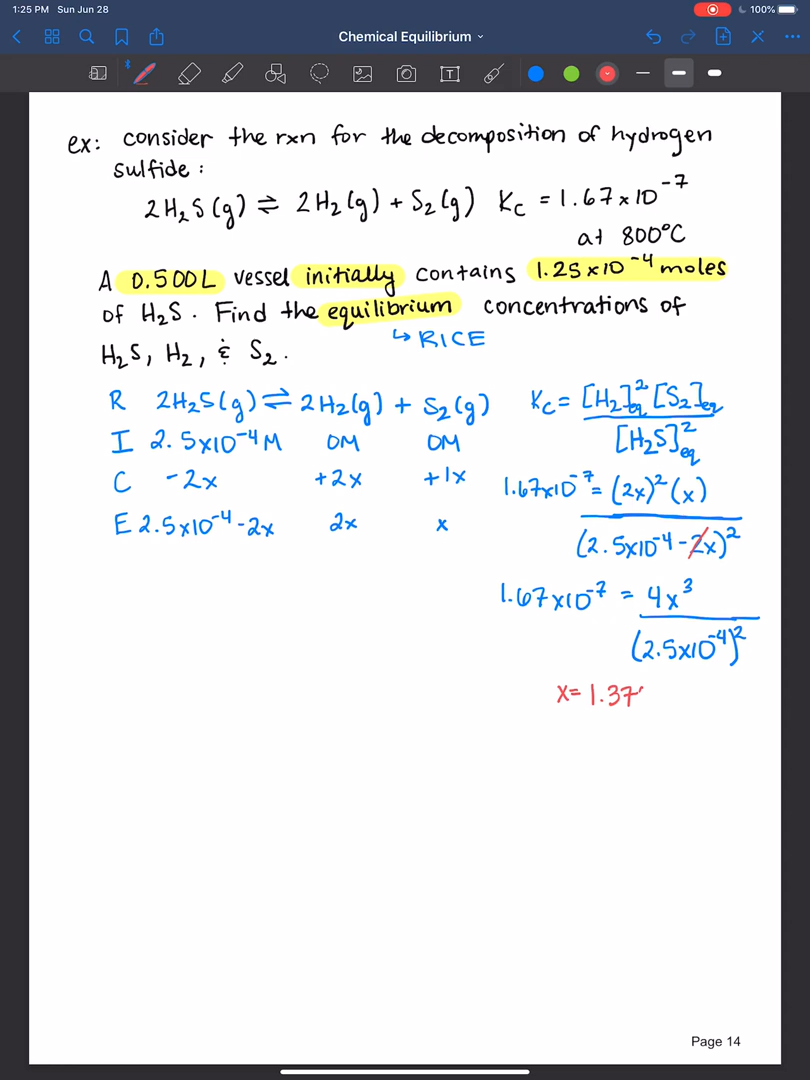 1:25 PM Sun Jun 28 100%
Chemical Equilibrium
ex: consider the rxn for the decomposition of hydrogen
sulfide :
2H₂S(g) ⇌ 2H₂(g) + S₂(g) Kc = 1.67x10⁻⁷
at 800°C
A 0.500L vessel initially contains 1.25x10⁻⁴ moles
of H₂S. Find the equilibrium concentrations of
↳ RICE
H₂S, H₂, & S₂.
R 2H₂S(g) ⇌ 2H₂(g) + S₂(g)
I 2.5x10⁻⁴M 0M 0M
C -2x +2x +1x
E 2.5x10⁻⁴-2x 2x x
Kc = [H₂]²eq [S₂]eq
[H₂S]²eq
1.67x10⁻⁷ = (2x)² (x)
(2.5x10⁻⁴ - 2x)²
1.67x10⁻⁷ = 4x³
(2.5x10⁻⁴)²
x= 1.37
Page 14